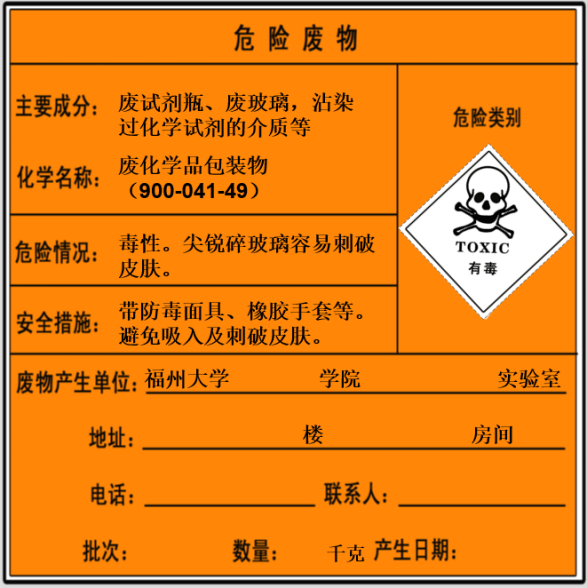 危险废物
主要成分：废试剂瓶、废玻璃，沾染
过化学试剂的介质等
化学名称：废化学品包装物
（900-041-49）
危险情况：毒性。尖锐碎玻璃容易刺破
皮肤。
安全措施：带防毒面具、橡胶手套等。
避免吸入及刺破皮肤。
危险类别
TOXIC
有毒
废物产生单位：福州大学 学院 实验室
地址： 楼 房间
电话： 联系人：
批次： 数量： 千克 产生日期：